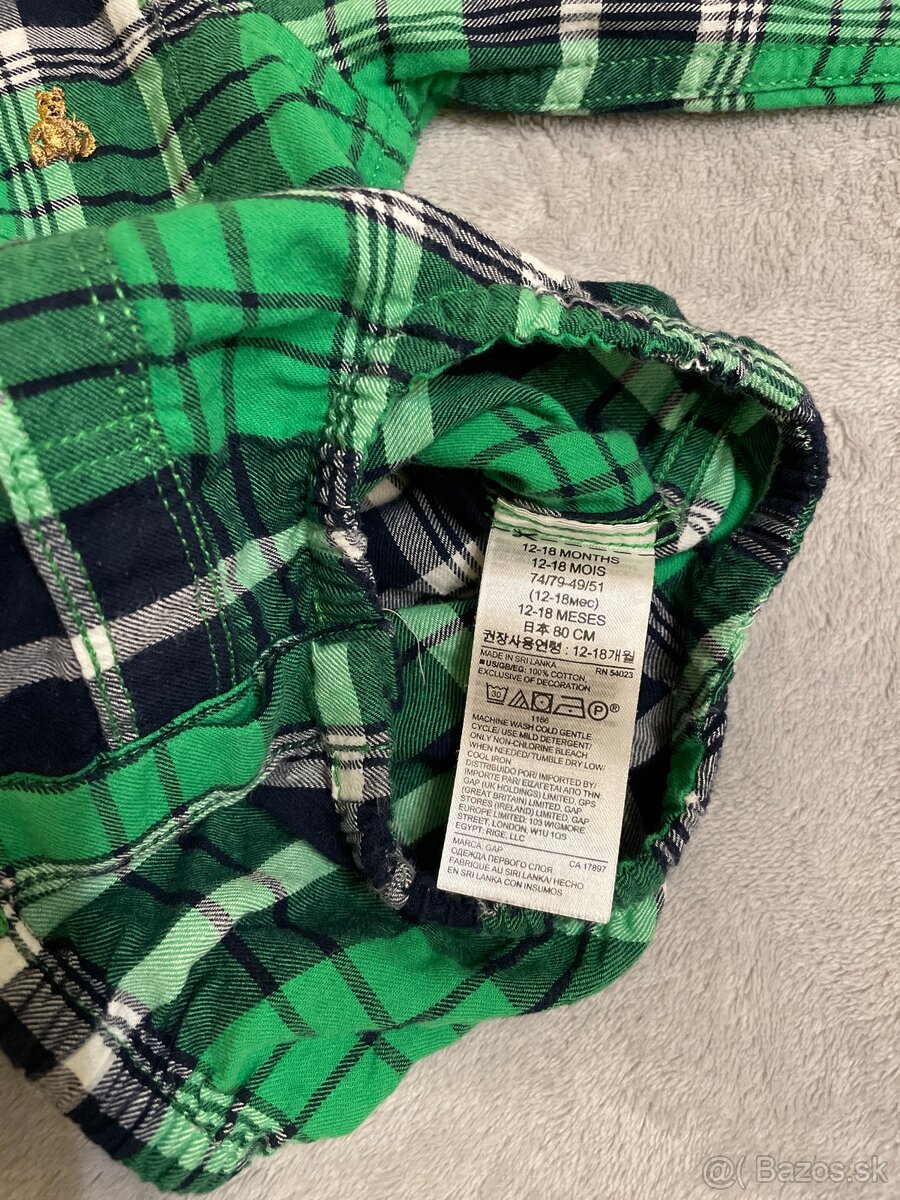 12-18 MONTHS
12-18 MOIS
74/79-49/51
(12-18мес)
12-18 MESES
日本 80 CM
권장사용연령 : 12-18개월
MADE IN SRI LANKA RN 54023
■ US/GB/EG: 100% COTTON,
EXCLUSIVE OF DECORATION
30 P ®
1166
MACHINE WASH COLD GENTLE
CYCLE/ USE MILD DETERGENT/
ONLY NON-CHLORINE BLEACH
WHEN NEEDED/ TUMBLE DRY LOW/
COOL IRON
DISTRIBUIDO POR/ IMPORTED BY/
IMPORTE PAR/ ΕΙΣΑΓΕΤΑΙ ΑΠΟ ΤΗΝ:
GAP (UK HOLDINGS) LIMITED, GPS
(GREAT BRITAIN) LIMITED, GAP
STORES (IRELAND) LIMITED, GAP
EUROPE LIMITED: 103 WIGMORE
STREET, LONDON, W1U 1QS
EGYPT: RIGE, LLC
MARCA: GAP CA 17897
ОДЕЖДА ПЕРВОГО СЛОЯ
FABRIQUE AU SRI LANKA/ HECHO
EN SRI LANKA CON INSUMOS
@( Bazos.sk